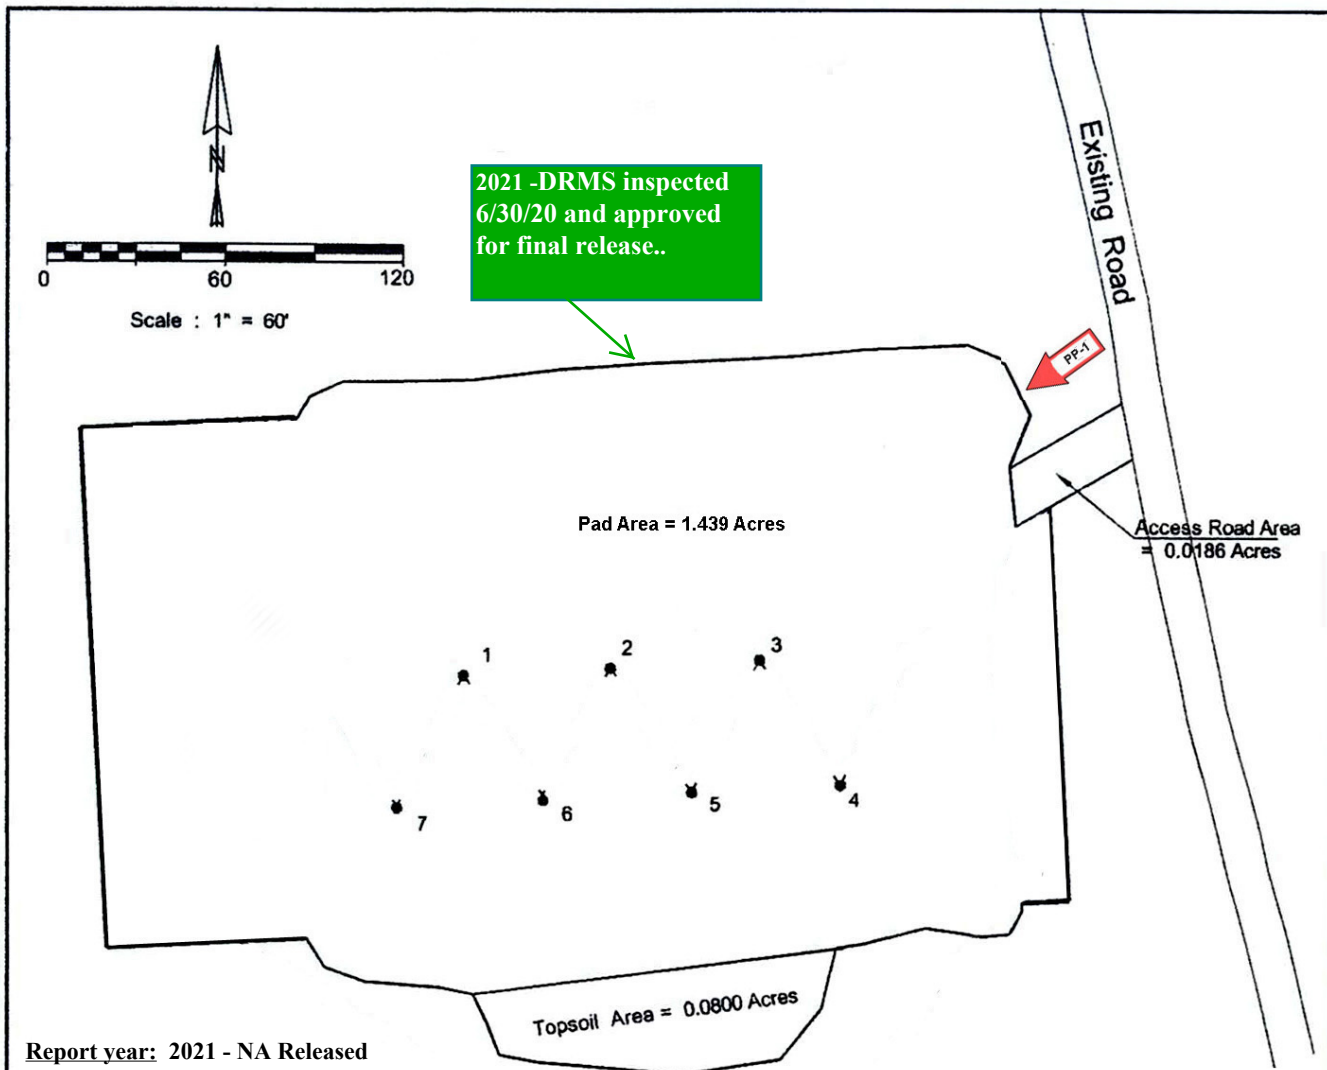 N
0 60 120
Scale : 1" = 60'
2021 -DRMS inspected
6/30/20 and approved
for final release..
Existing Road
PP-1
Pad Area = 1.439 Acres
Access Road Area
= 0.0186 Acres
1
2
3
7
6
5
4
Topsoil Area = 0.0800 Acres
Report year: 2021 - NA Released